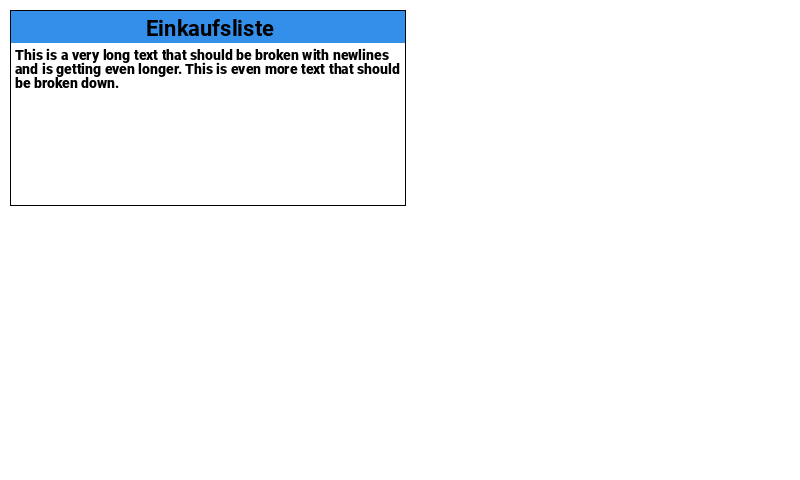 Einkaufsliste
This is a very long text that should be broken with newlines
and is getting even longer. This is even more text that should
be broken down.